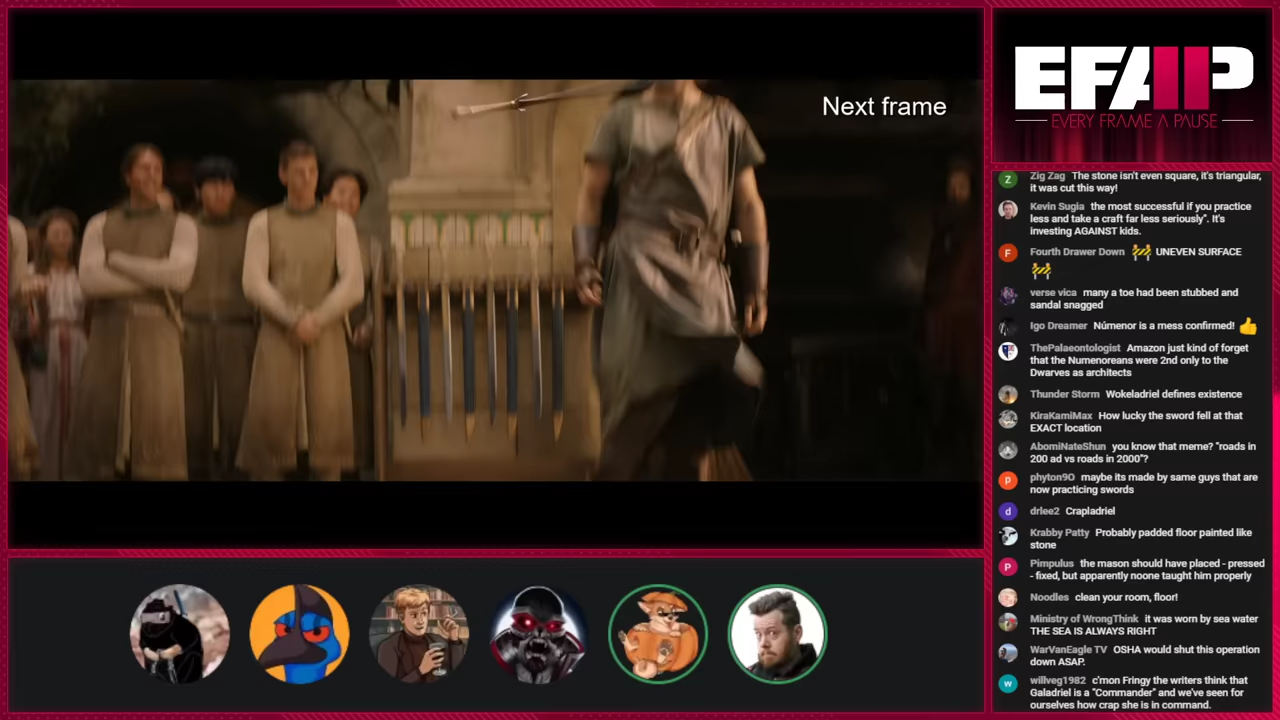 Next frame
EFAP
EVERY FRAME A PAUSE
Z Zig Zag The stone isn't even square, it's triangular,
it was cut this way!
Kevin Sugia the most successful if you practice
less and take a craft far less seriously". It's
investing AGAINST kids.
F Fourth Drawer Down 🚧 UNEVEN SURFACE
🚧
verse vica many a toe had been stubbed and
sandal snagged
Igo Dreamer Númenor is a mess confirmed! 👍
ThePalaeontologist Amazon just kind of forget
that the Numenoreans were 2nd only to the
Dwarves as architects
Thunder Storm Wokeladriel defines existence
KiraKamiMax How lucky the sword fell at that
EXACT location
AbomiNateShun you know that meme? "roads in
200 ad vs roads in 2000"?
p phyton90 maybe its made by same guys that are
now practicing swords
d drlee2 Crapladriel
Krabby Patty Probably padded floor painted like
stone
P Pimpulus the mason should have placed - pressed
- fixed, but apparently noone taught him properly
Noodles clean your room, floor!
Ministry of WrongThink it was worn by sea water
THE SEA IS ALWAYS RIGHT
WarVanEagle TV OSHA would shut this operation
down ASAP.
w willveg1982 c'mon Fringy the writers think that
Galadriel is a "Commander" and we've seen for
ourselves how crap she is in command.